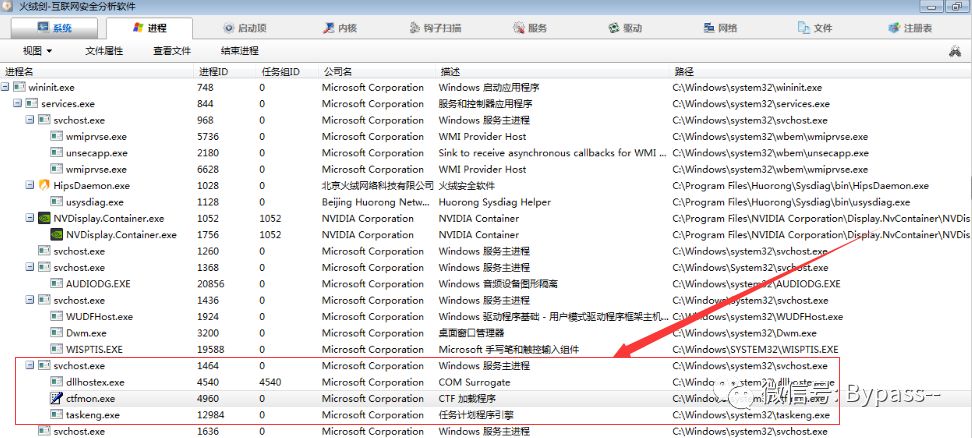 火绒剑-互联网安全分析软件
系统 进程 启动项 内核 钩子扫描 服务 驱动 网络 文件 注册表
视图 文件属性 查看文件 结束进程
进程名 进程ID 任务组ID 公司名 描述 路径
wininit.exe 748 0 Microsoft Corporation Windows 启动应用程序 C:\Windows\system32\wininit.exe
services.exe 844 0 Microsoft Corporation 服务和控制器应用程序 C:\Windows\system32\services.exe
svchost.exe 968 0 Microsoft Corporation Windows 服务主进程 C:\Windows\system32\svchost.exe
wmiprvse.exe 5736 0 Microsoft Corporation WMI Provider Host C:\Windows\system32\wbem\wmiprvse.exe
unsecapp.exe 2180 0 Microsoft Corporation Sink to receive asynchronous callbacks for WMI ... C:\Windows\system32\wbem\unsecapp.exe
wmiprvse.exe 6628 0 Microsoft Corporation WMI Provider Host C:\Windows\system32\wbem\wmiprvse.exe
HipsDaemon.exe 1028 0 北京火绒网络科技有限公司 火绒安全软件 C:\Program Files\Huorong\Sysdiag\bin\HipsDaemon.exe
usysdiag.exe 1128 0 Beijing Huorong Netw... Huorong Sysdiag Helper C:\Program Files\Huorong\Sysdiag\bin\usysdiag.exe
NVDisplay.Container.exe 1052 1052 NVIDIA Corporation NVIDIA Container C:\Program Files\NVIDIA Corporation\Display.NvContainer\NVDis
NVDisplay.Container.exe 1756 1052 NVIDIA Corporation NVIDIA Container C:\Program Files\NVIDIA Corporation\Display.NvContainer\NVDis
svchost.exe 1260 0 Microsoft Corporation Windows 服务主进程 C:\Windows\system32\svchost.exe
svchost.exe 1368 0 Microsoft Corporation Windows 服务主进程 C:\Windows\System32\svchost.exe
AUDIODG.EXE 20856 0 Microsoft Corporation Windows 音频设备图形隔离 C:\Windows\system32\AUDIODG.EXE
svchost.exe 1436 0 Microsoft Corporation Windows 服务主进程 C:\Windows\System32\svchost.exe
WUDFHost.exe 1775 0 Microsoft Corporation Windows 驱动程序基础 - 用户模式驱动程序框架主机... C:\Windows\system32\WUDFHost.exe
Dwm.exe 3200 0 Microsoft Corporation 桌面窗口管理器 C:\Windows\system32\Dwm.exe
WISPTIS.EXE 19588 0 Microsoft Corporation Microsoft 手写笔和触控输入组件 C:\Windows\SYSTEM32\WISPTIS.EXE
svchost.exe 1464 0 Microsoft Corporation Windows 服务主进程 C:\Windows\system32\svchost.exe
dllhostex.exe 4540 4540 Microsoft Corporation COM Surrogate C:\Windows\system32\dllhostex.exe
ctfmon.exe 4960 0 Microsoft Corporation CTF 加载程序 C:\Windows\system32\ctfmon.exe
taskeng.exe 12984 0 Microsoft Corporation 任务计划程序引擎 C:\Windows\system32\taskeng.exe
svchost.exe 1636 0 Microsoft Corporation Windows 服务主进程 C:\Windows\system32\svchost.exe
微信号: Bypass--